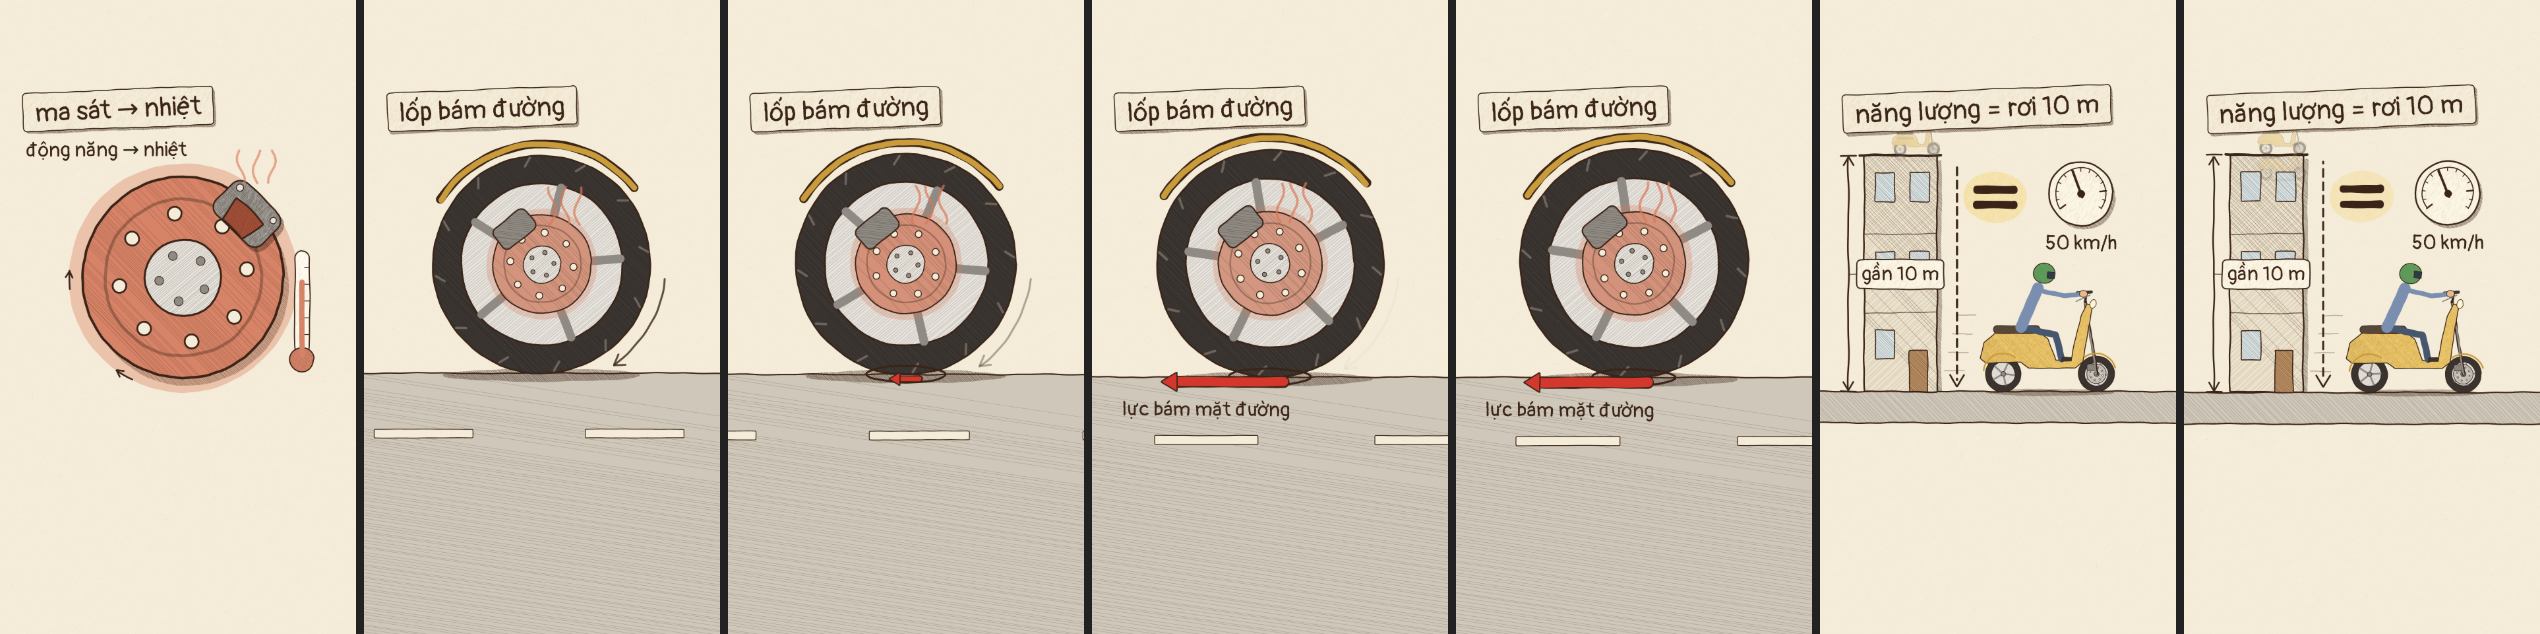 ma sát → nhiệt
động năng → nhiệt
lốp bám đường
lốp bám đường
lốp bám đường
lực bám mặt đường
lốp bám đường
lực bám mặt đường
năng lượng = rơi 10 m
50 km/h
gần 10 m
năng lượng = rơi 10 m
50 km/h
gần 10 m